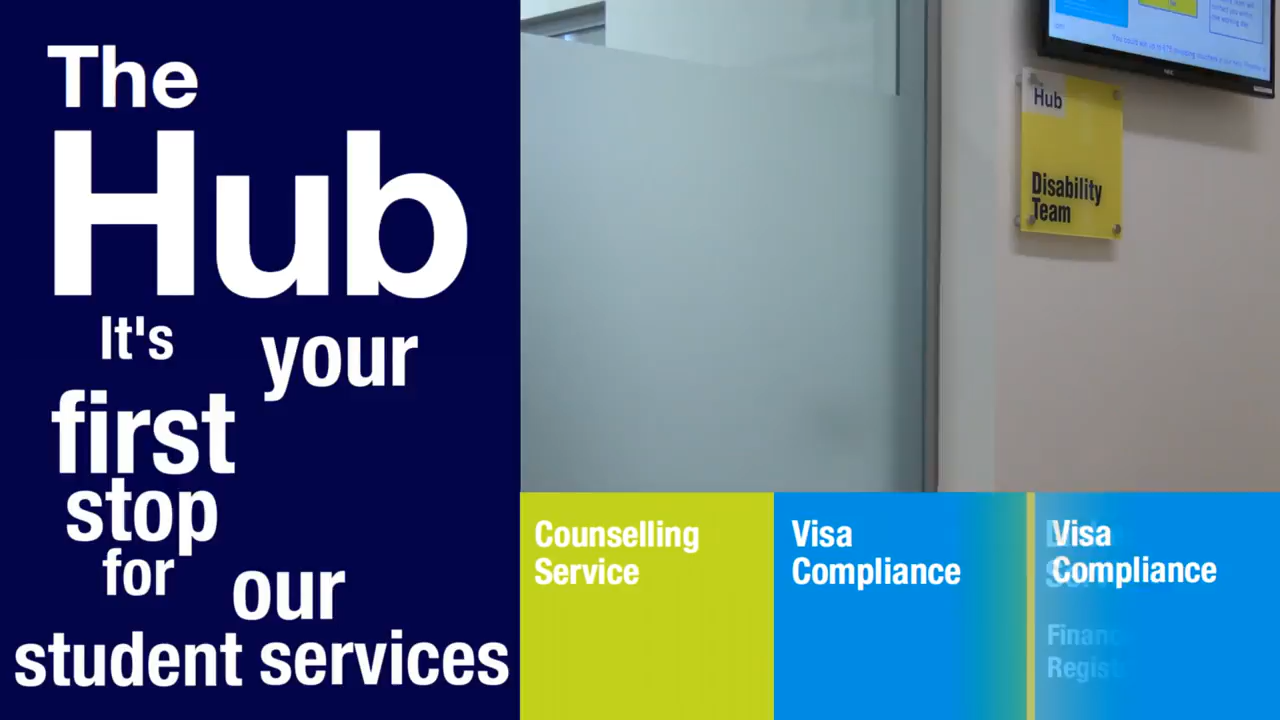 The
Hub
It's your
first
stop
for our
student services
Hub
Disability
Team
Counselling
Service
Visa
Compliance
Visa
Compliance